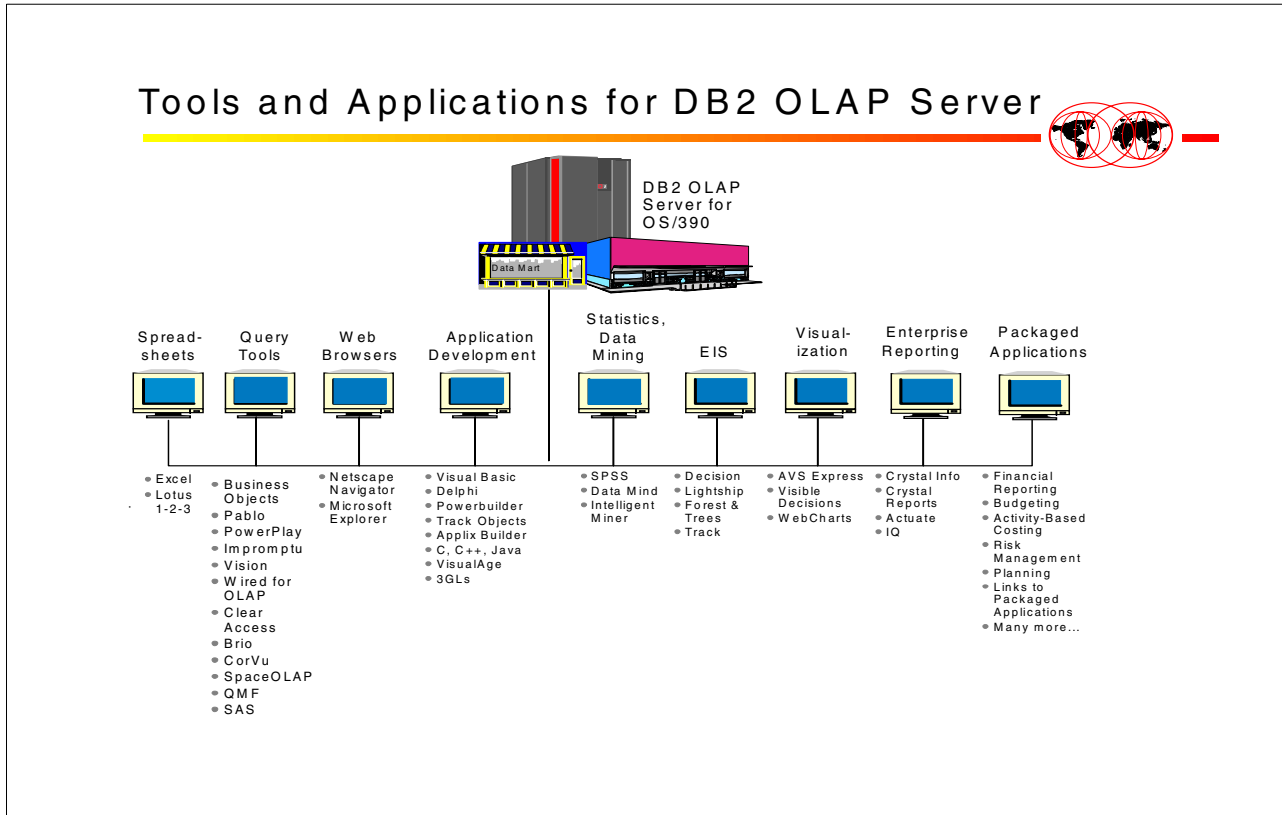 Tools and Applications for DB2 OLAP Server
DB2 OLAP
Server for
OS/390
Data Mart
Spread-
sheets
Query
Tools
Web
Browsers
Application
Development
Statistics,
Data
Mining
EIS
Visual-
ization
Enterprise
Reporting
Packaged
Applications
Excel
Lotus
1-2-3
Business
Objects
Pablo
PowerPlay
Impromptu
Vision
Wired for
OLAP
Clear
Access
Brio
CorVu
SpaceOLAP
QMF
SAS
Netscape
Navigator
Microsoft
Explorer
Visual Basic
Delphi
Powerbuilder
Track Objects
Applix Builder
C, C++, Java
VisualAge
3GLs
SPSS
Data Mind
Intelligent
Miner
Decision
Lightship
Forest &
Trees
Track
AVS Express
Visible
Decisions
WebCharts
Crystal Info
Crystal
Reports
Actuate
IQ
Financial
Reporting
Budgeting
Activity-Based
Costing
Risk
Management
Planning
Links to
Packaged
Applications
Many more...